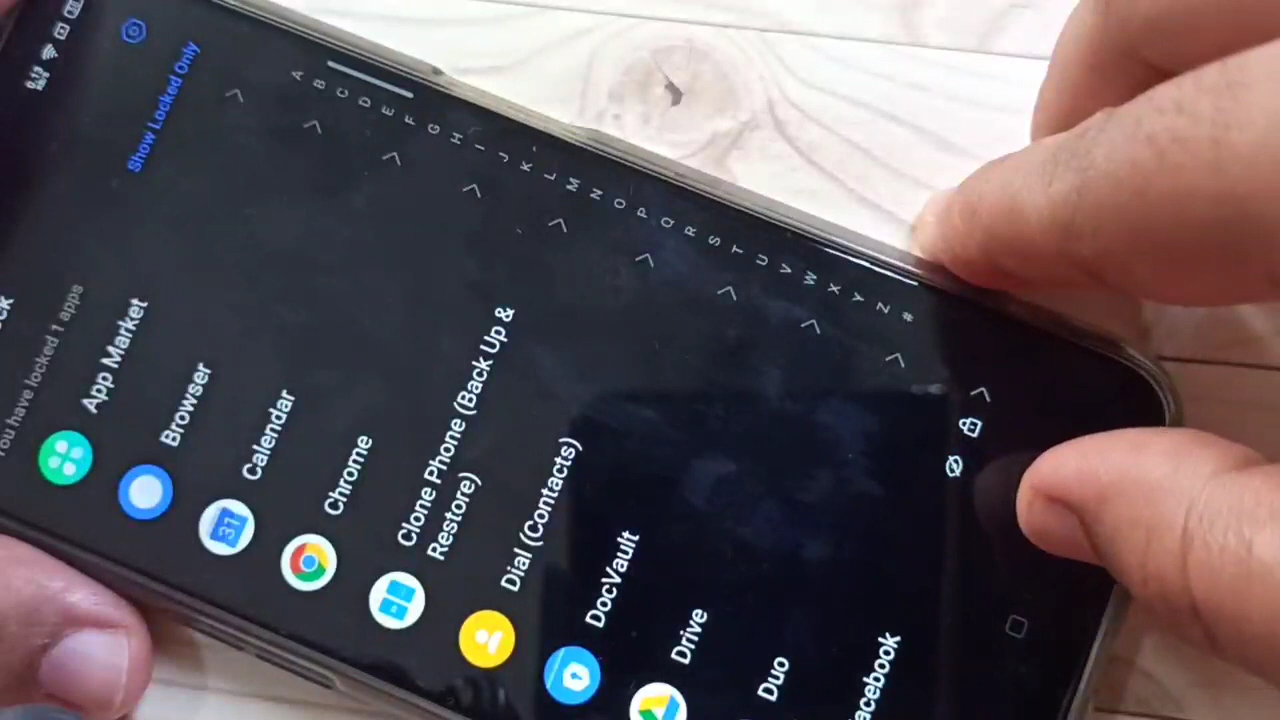 Show Locked Only
You have locked 1 apps
App Market
Browser
Calendar
31
Chrome
Clone Phone (Back Up &
Restore)
Dial (Contacts)
DocVault
Drive
Duo
acebook
A
B
C
D
E
F
G
H
I
J
K
L
M
N
O
P
Q
R
S
T
U
V
W
X
Y
Z
#